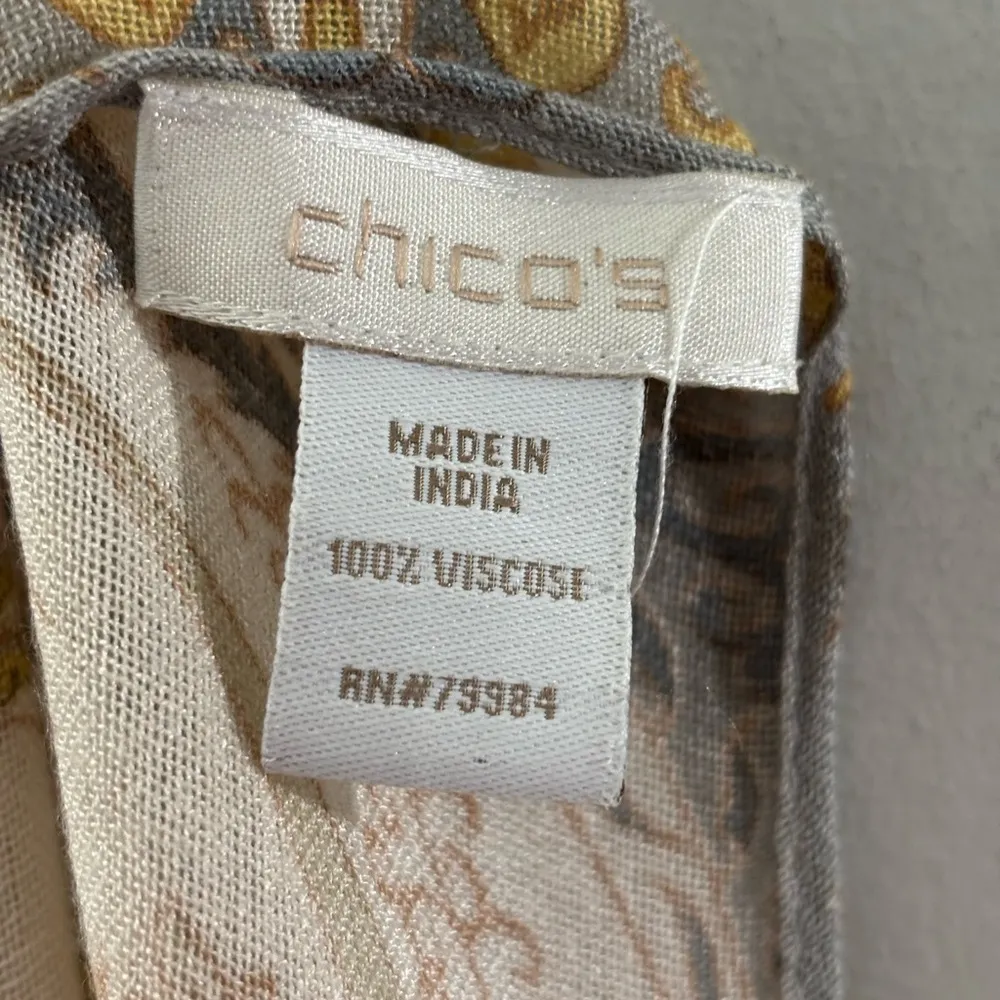 chico's
MADE IN
INDIA
100% VISCOSE
RN#79984